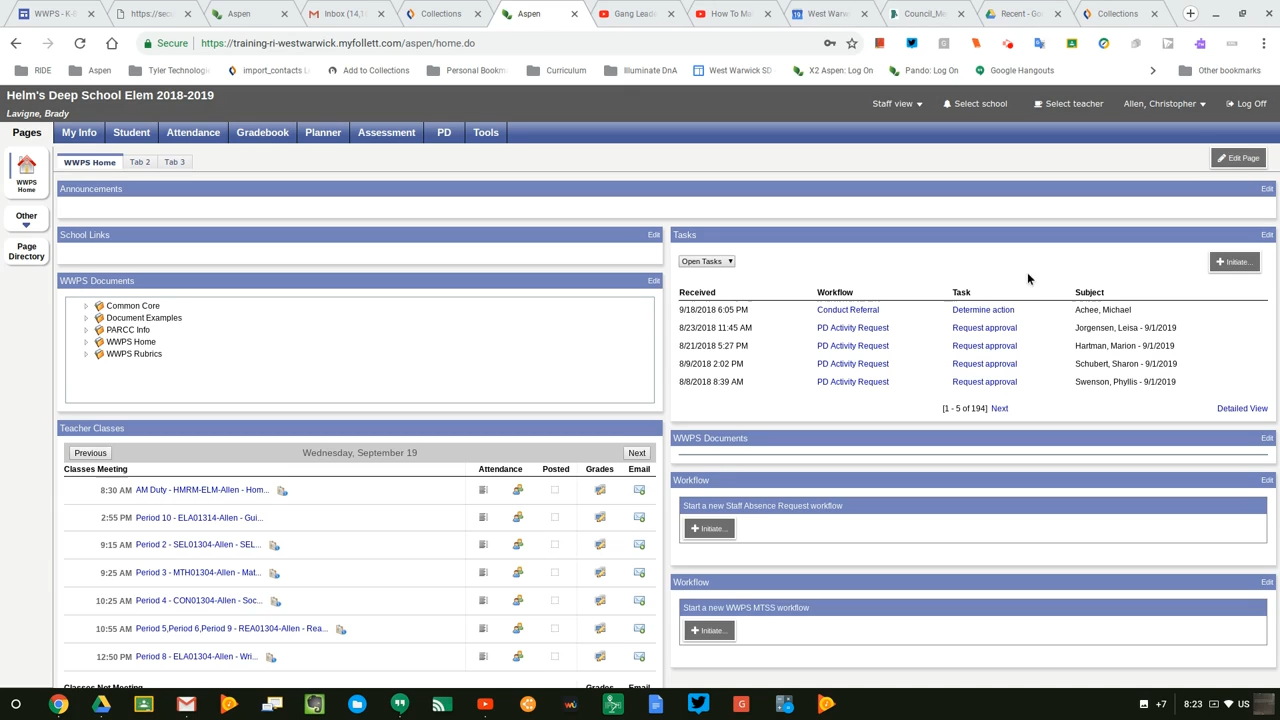 WWPS - K-8
https://sec
Aspen
Inbox (14,1
Collections
Aspen
Gang Leade
How To Mai
West Warw
Council_Me
Recent - Go
Collections
Secure
https://training-ri-westwarwick.myfollett.com/aspen/home.do
RIDE
Aspen
Tyler Technolog
import_contacts
Add to Collections
Personal Bookm
Curriculum
Illuminate DnA
West Warwick SD
X2 Aspen: Log On
Pando: Log On
Google Hangouts
Other bookmarks
Helm's Deep School Elem 2018-2019
Lavigne, Brady
Staff view
Select school
Select teacher
Allen, Christopher
Log Off
Pages
My Info
Student
Attendance
Gradebook
Planner
Assessment
PD
Tools
WWPS Home
Other
Page Directory
WWPS Home
Tab 2
Tab 3
Edit Page
Announcements
Edit
School Links
Edit
WWPS Documents
Edit
Common Core
Document Examples
PARCC Info
WWPS Home
WWPS Rubrics
Teacher Classes
Previous
Wednesday, September 19
Next
Classes Meeting Attendance Posted Grades Email
8:30 AM AM Duty - HMRM-ELM-Allen - Hom...
2:55 PM Period 10 - ELA01314-Allen - Gui...
9:15 AM Period 2 - SEL01304-Allen - SEL...
9:25 AM Period 3 - MTH01304-Allen - Mat...
10:25 AM Period 4 - CON01304-Allen - Soc...
10:55 AM Period 5,Period 6,Period 9 - REA01304-Allen - Rea...
12:50 PM Period 8 - ELA01304-Allen - Wri...
Classes Not Meeting Grades Email
Tasks
Edit
Open Tasks
Initiate...
Received Workflow Task Subject
9/18/2018 6:05 PM Conduct Referral Determine action Achee, Michael
8/23/2018 11:45 AM PD Activity Request Request approval Jorgensen, Leisa - 9/1/2019
8/21/2018 5:27 PM PD Activity Request Request approval Hartman, Marion - 9/1/2019
8/9/2018 2:02 PM PD Activity Request Request approval Schubert, Sharon - 9/1/2019
8/8/2018 8:39 AM PD Activity Request Request approval Swenson, Phyllis - 9/1/2019
[1 - 5 of 194] Next
Detailed View
WWPS Documents
Edit
Workflow
Edit
Start a new Staff Absence Request workflow
Initiate...
Workflow
Edit
Start a new WWPS MTSS workflow
Initiate...
+7
8:23
US